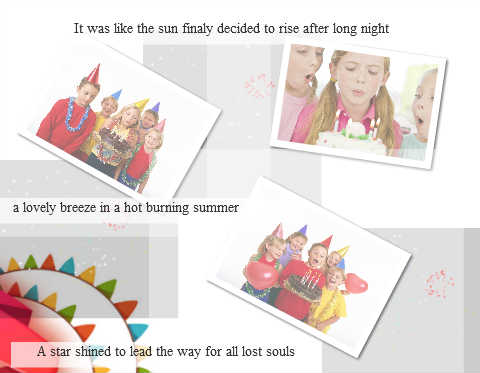 It was like the sun finaly decided to rise after long night
a lovely breeze in a hot burning summer
A star shined to lead the way for all lost souls